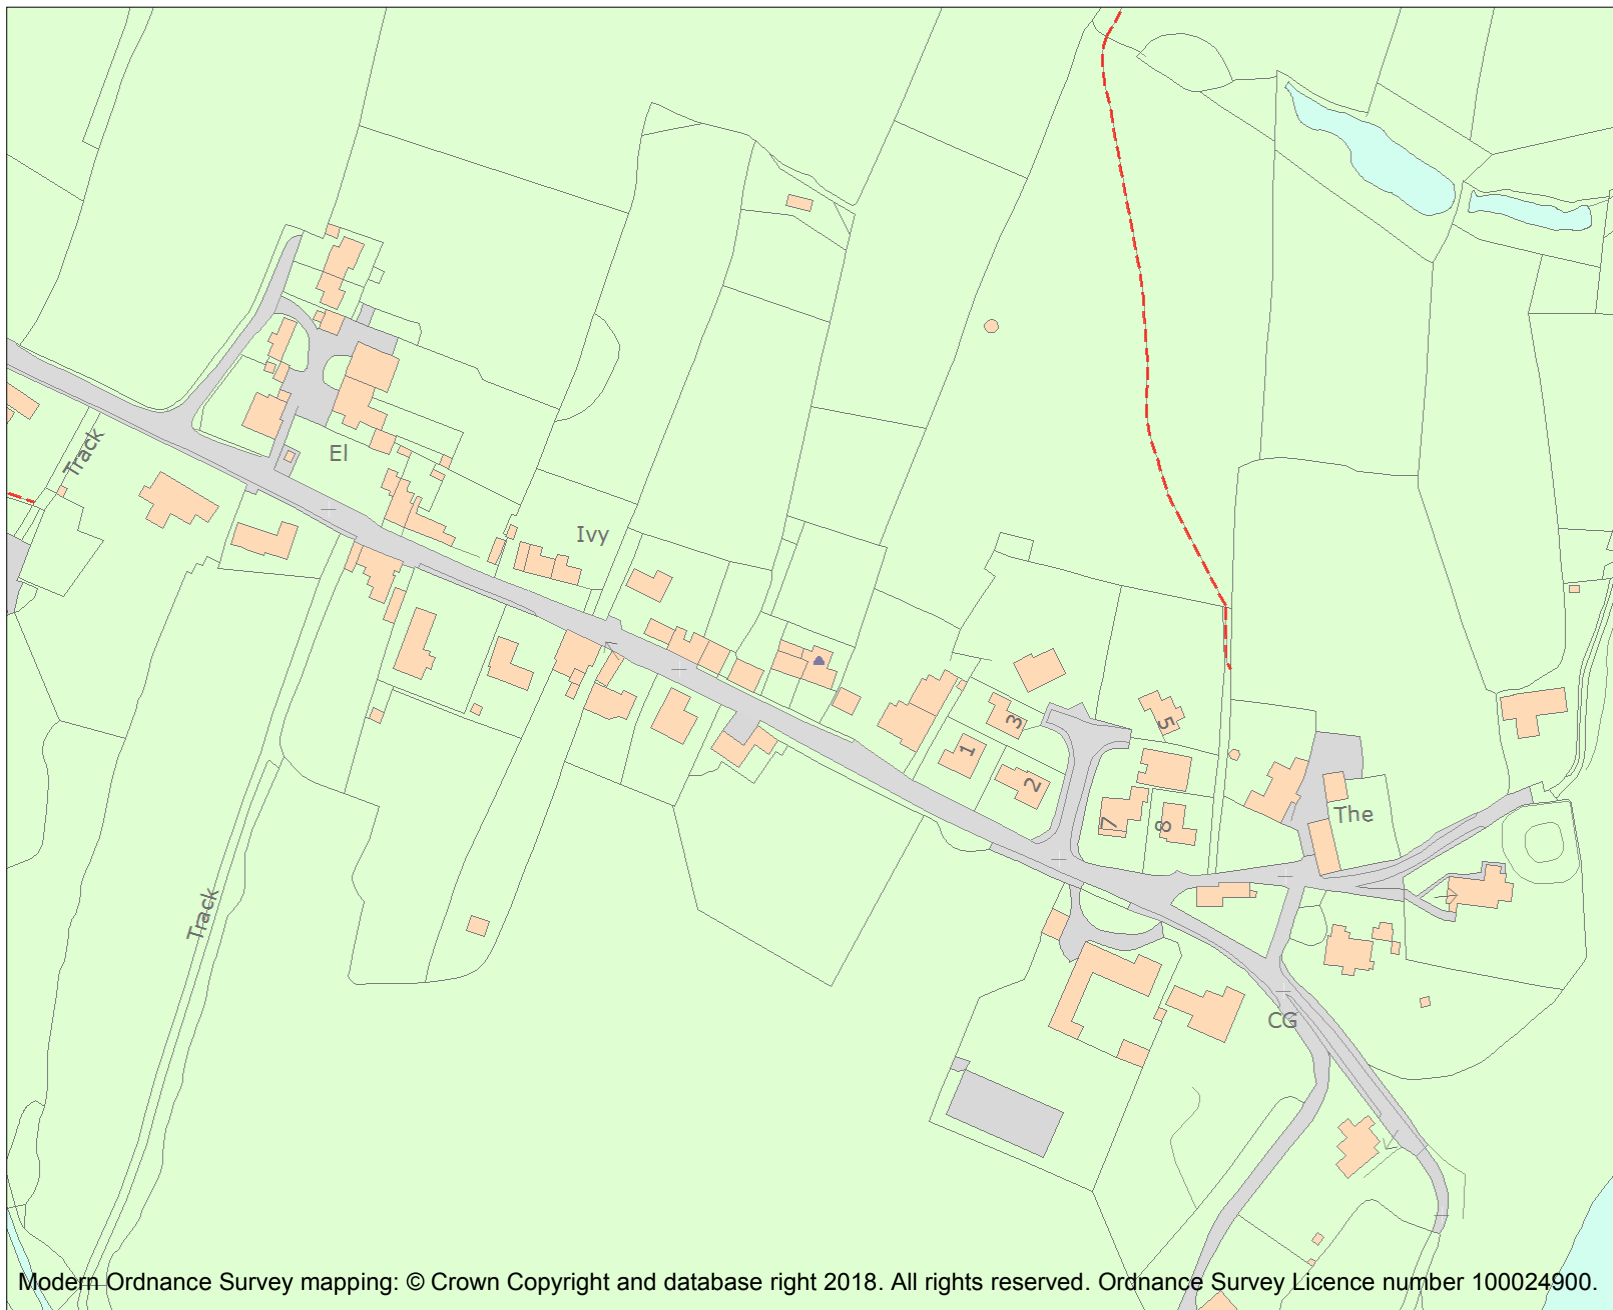 Track
El
Ivy
3
5
1
2
7
8
The
Track
CG
Modern Ordnance Survey mapping: © Crown Copyright and database right 2018. All rights reserved. Ordnance Survey Licence number 100024900.